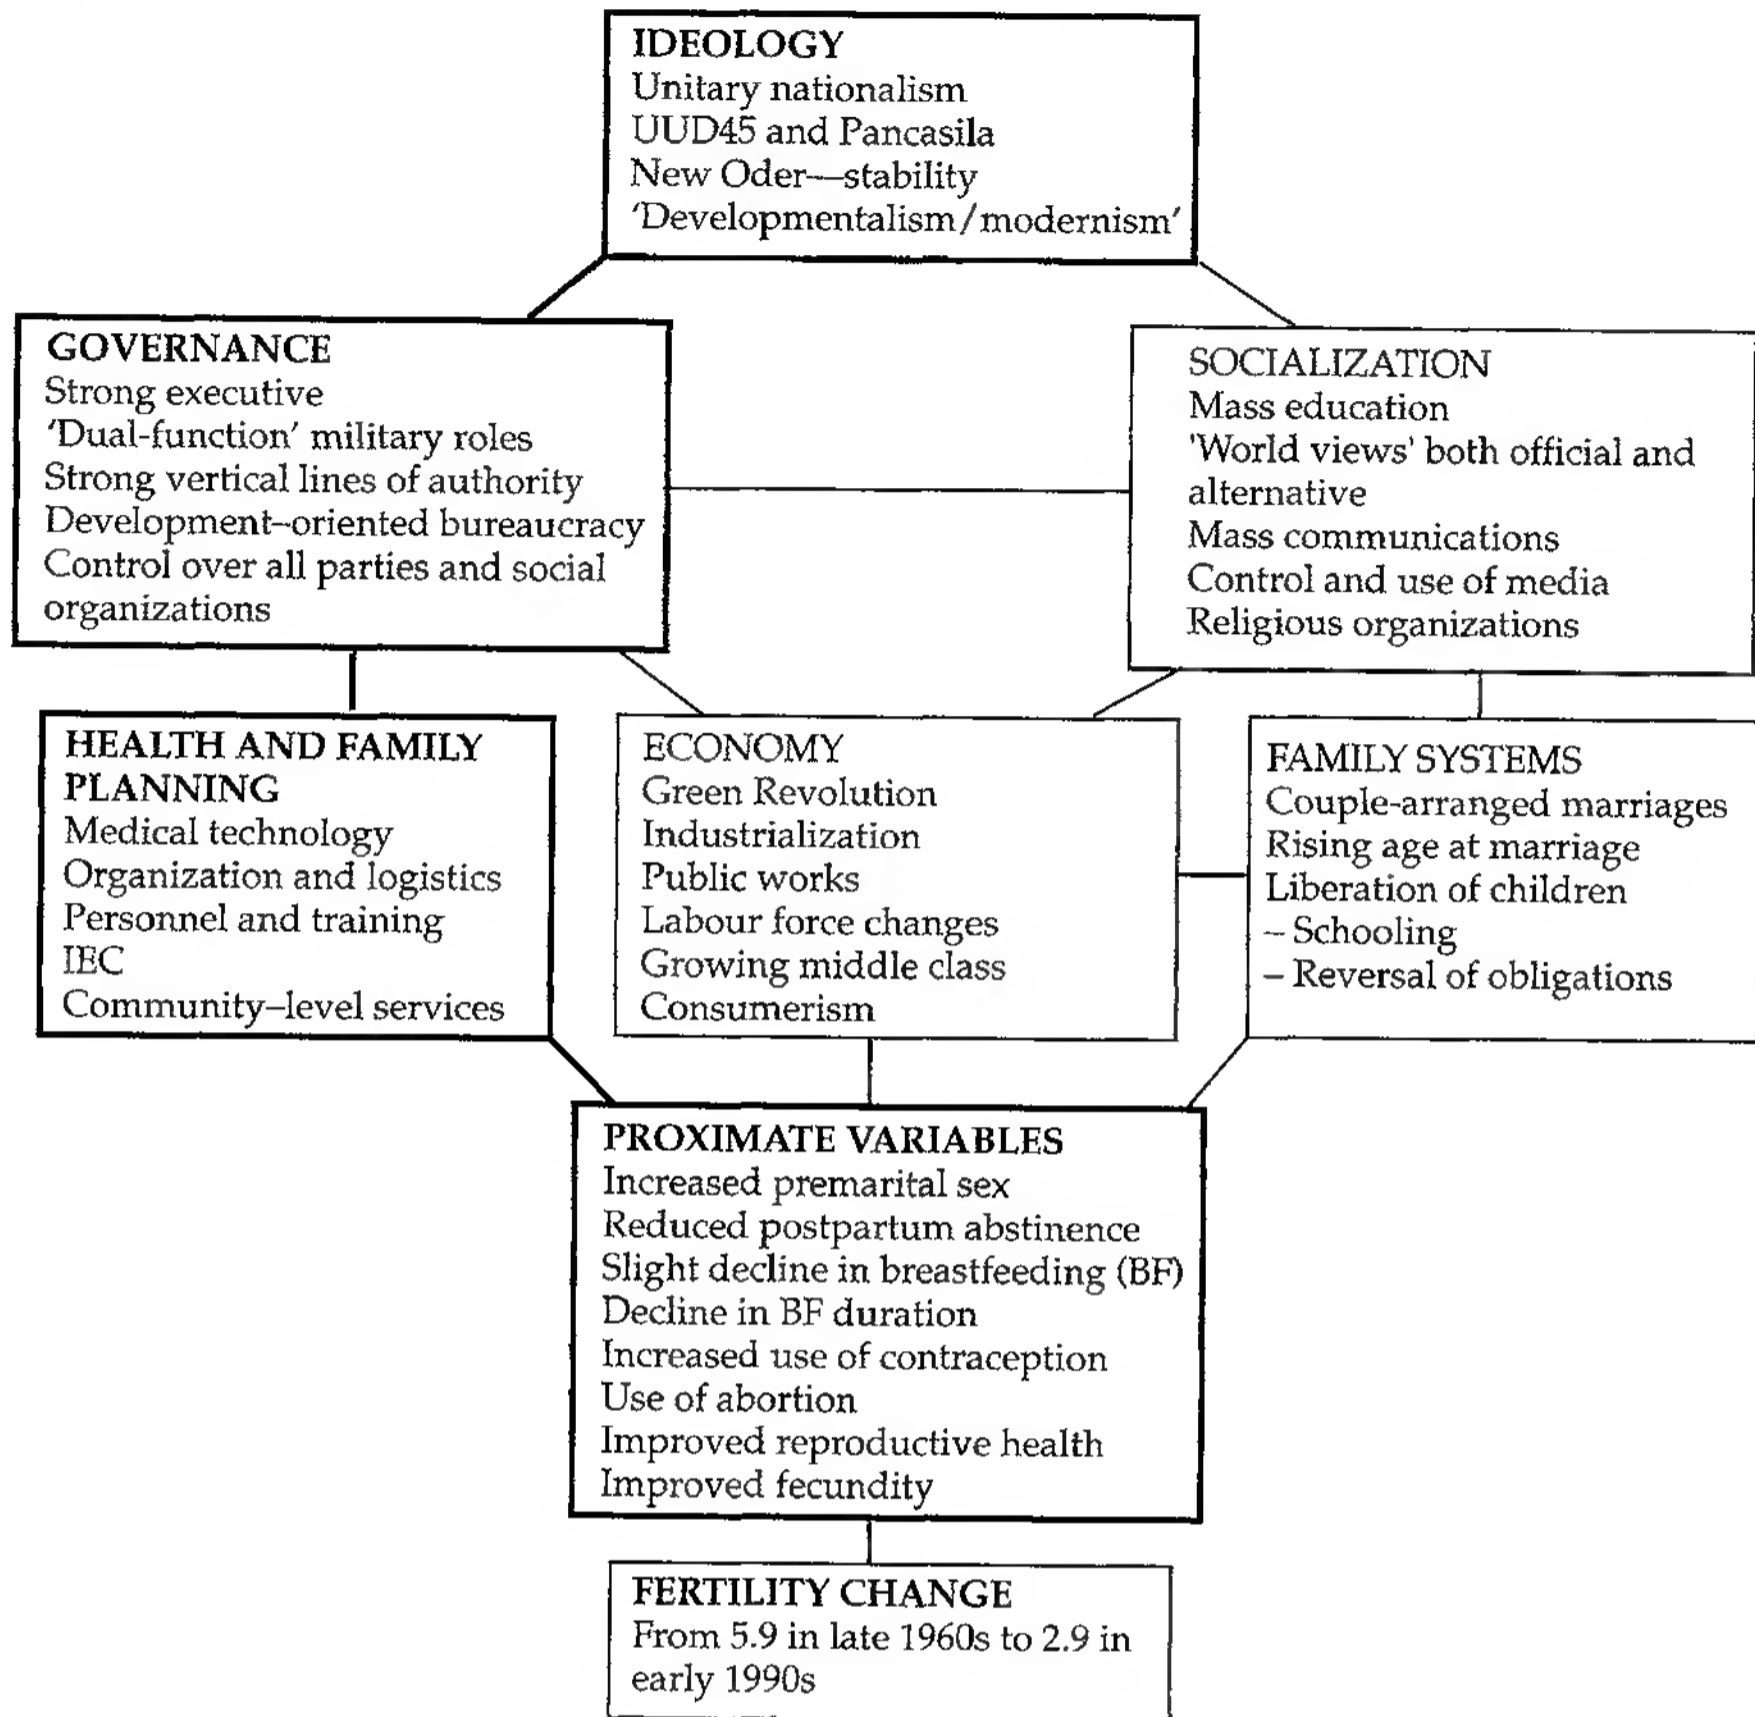 IDEOLOGY
Unitary nationalism
UUD45 and Pancasila
New Oder—stability
'Developmentalism/modernism'
GOVERNANCE
Strong executive
'Dual-function' military roles
Strong vertical lines of authority
Development–oriented bureaucracy
Control over all parties and social
organizations
SOCIALIZATION
Mass education
'World views' both official and
alternative
Mass communications
Control and use of media
Religious organizations
HEALTH AND FAMILY
PLANNING
Medical technology
Organization and logistics
Personnel and training
IEC
Community–level services
ECONOMY
Green Revolution
Industrialization
Public works
Labour force changes
Growing middle class
Consumerism
FAMILY SYSTEMS
Couple-arranged marriages
Rising age at marriage
Liberation of children
– Schooling
– Reversal of obligations
PROXIMATE VARIABLES
Increased premarital sex
Reduced postpartum abstinence
Slight decline in breastfeeding (BF)
Decline in BF duration
Increased use of contraception
Use of abortion
Improved reproductive health
Improved fecundity
FERTILITY CHANGE
From 5.9 in late 1960s to 2.9 in
early 1990s